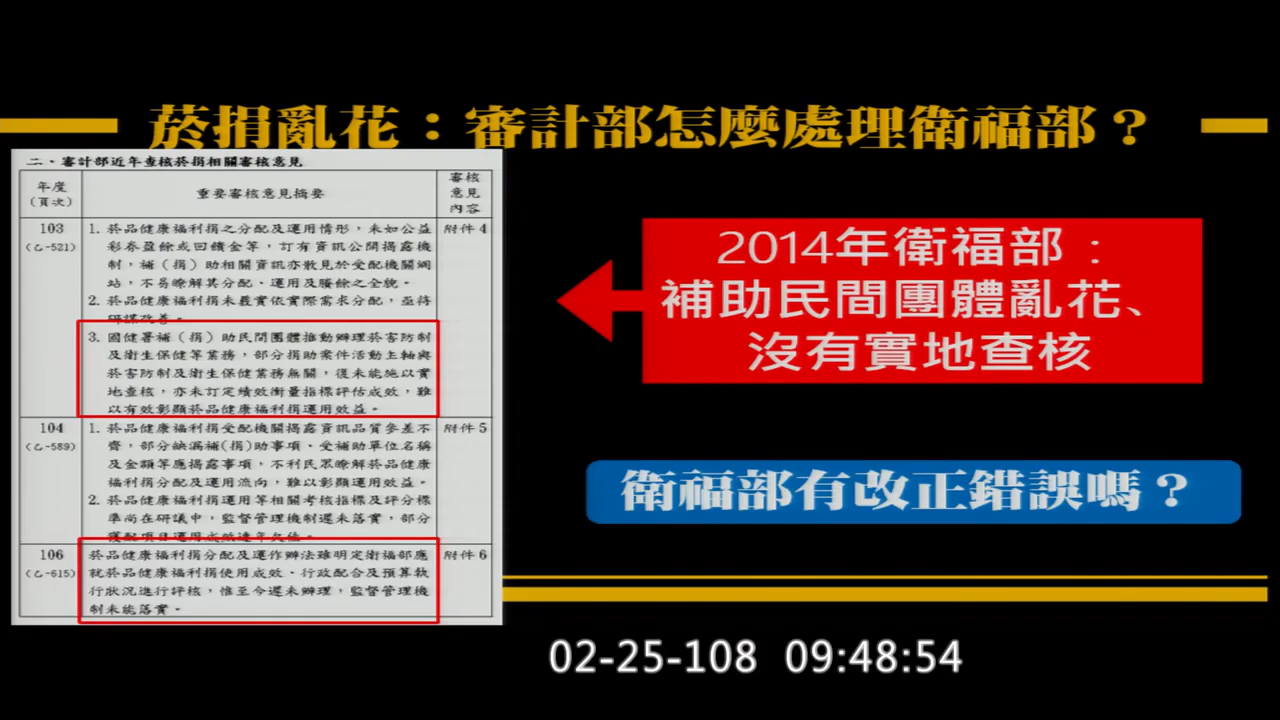 菸捐亂花：審計部怎麼處理衛福部？
二、審計部近年查核菸捐相關審核意見
年度
（頁次）
重要審核意見摘要
審核
意見
內容
103
(乙-521)
1. 菸品健康福利捐之分配及運用情形，未如公益
彩券盈餘或回饋金等，訂有資訊公開揭露機
制，補（捐）助相關資訊亦散見於受配機關網
站，不易瞭解其分配、運用及賸餘之全貌。
2. 菸品健康福利捐未覈實依實際需求分配，亟待
研謀改善。
3. 國健署補（捐）助民間團體推動辦理菸害防制
及衛生保健等業務，部分捐助案件活動主軸與
菸害防制及衛生保健業務無關，復未能施以實
地查核，亦未訂定績效衡量指標評估成效，難
以有效彰顯菸品健康福利捐運用效益。
附件 4
104
(乙-589)
1. 菸品健康福利捐受配機關揭露資訊品質參差不
齊，部分缺漏補(捐)助事項、受補助單位名稱
及金額等應揭露事項，不利民眾瞭解菸品健康
福利捐分配及運用流向，難以彰顯運用效益。
2. 菸品健康福利捐運用等相關考核指標及評分標
準尚在研議中，監督管理機制遲未落實，部分
獲配項目運用成效逐年欠佳。
附件 5
106
(乙-615)
菸品健康福利捐分配及運作辦法雖明定衛福部應
就菸品健康福利捐使用成效、行政配合及預算執
行狀況進行評核，惟至今遲未辦理，監督管理機
制未能落實。
附件 6
2014年衛福部：
補助民間團體亂花、
沒有實地查核
衛福部有改正錯誤嗎？
02-25-108 09:48:54